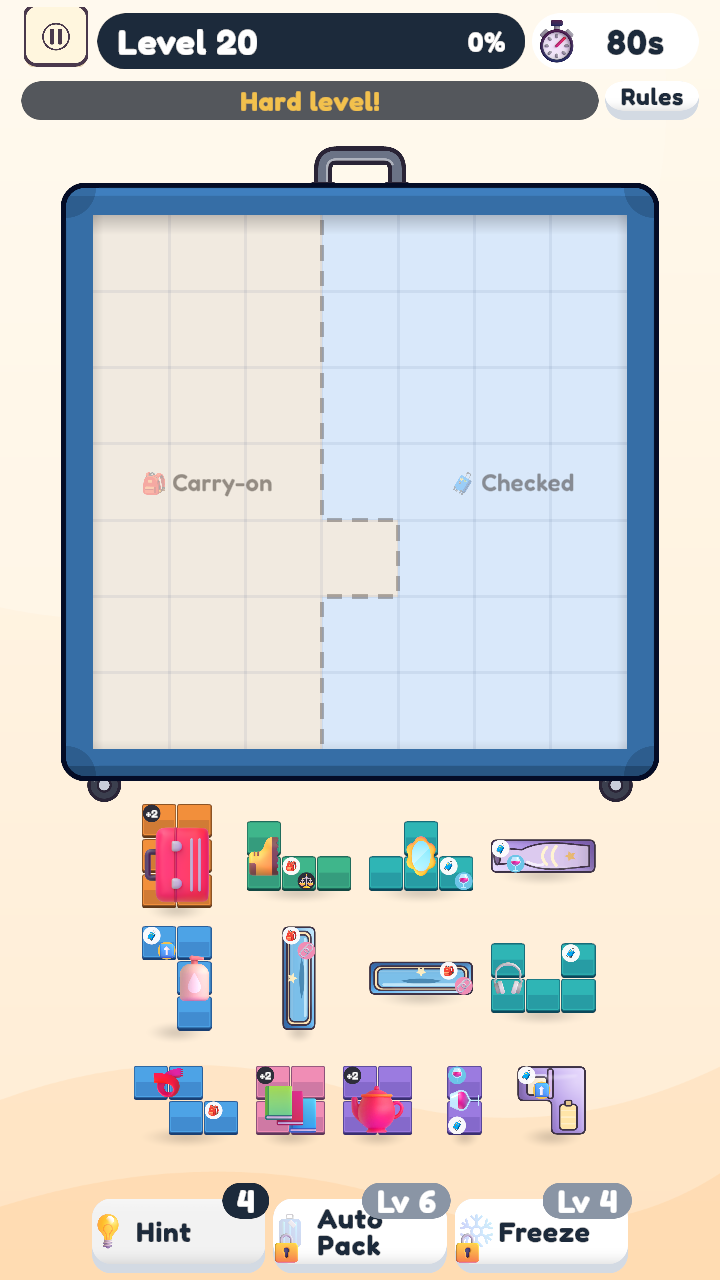 Level 20
0%
80s
Hard level!
Rules
Carry-on
Checked
+2
+2
+2
4
Lv 6
Lv 4
Hint
Auto
Pack
Freeze